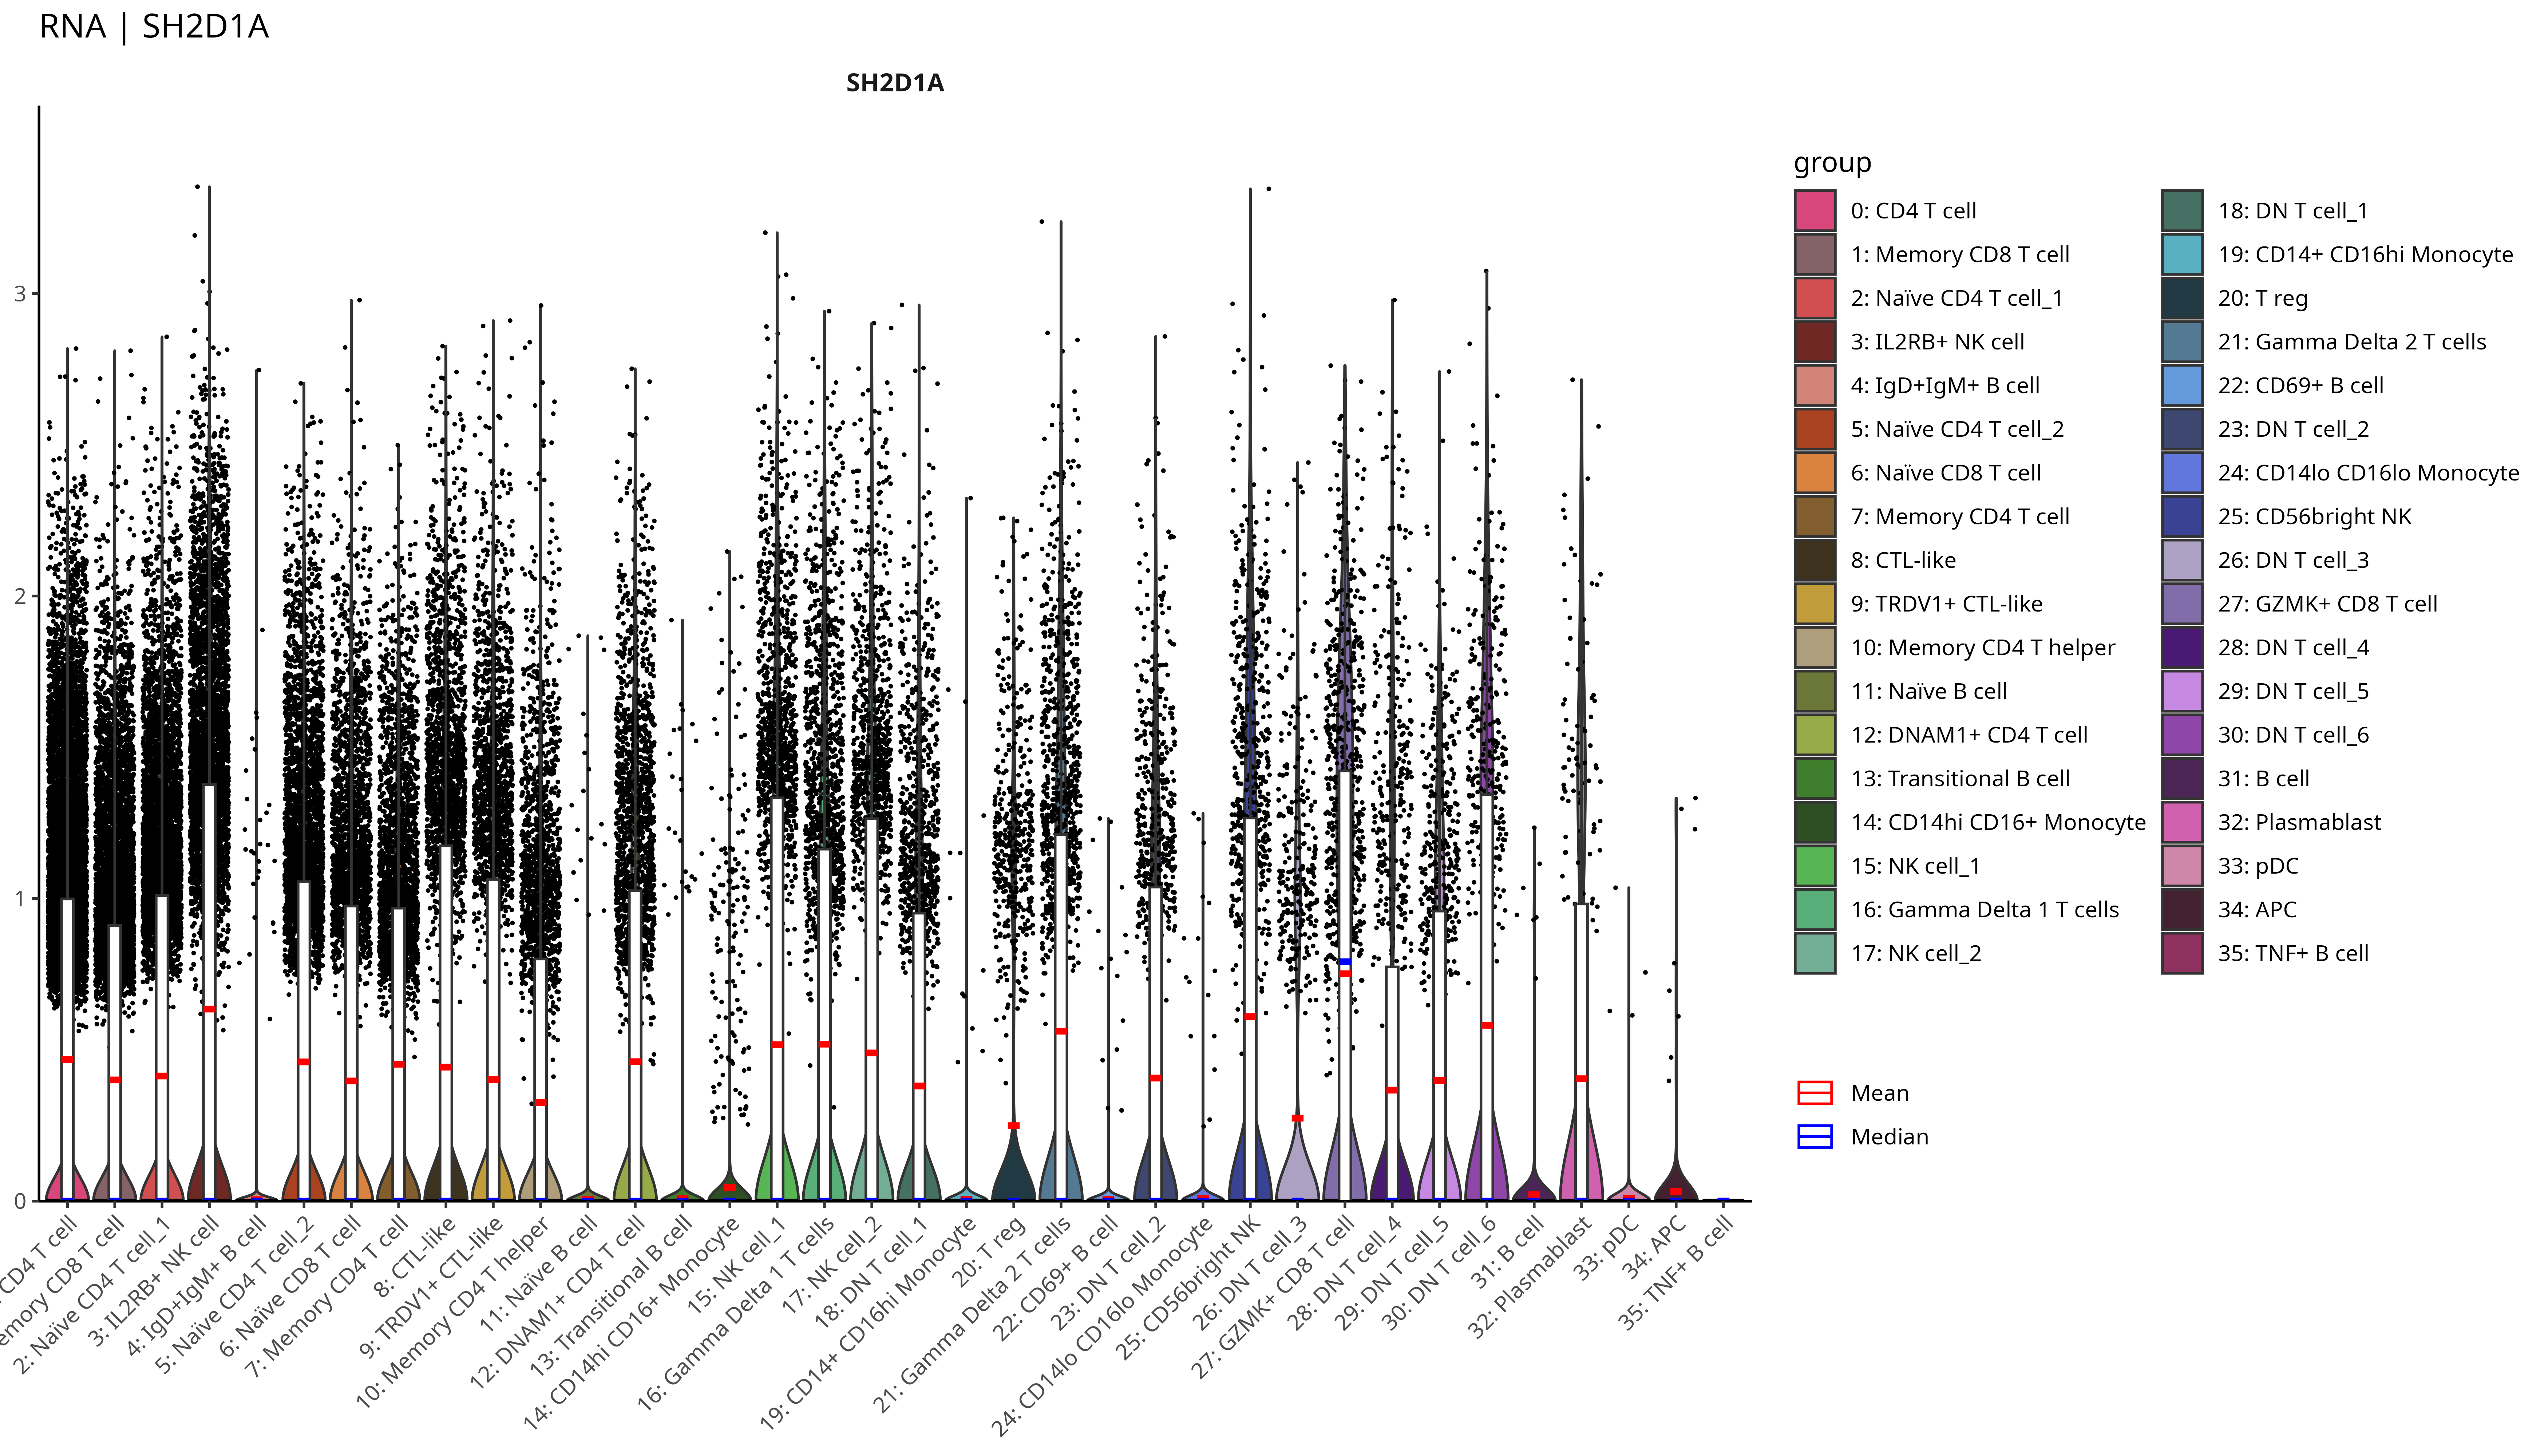 RNA | SH2D1A
SH2D1A
3
2
1
0
CD4 T cell
emory CD8 T cell
2: Naïve CD4 T cell_1
3: IL2RB+ NK cell
4: IgD+IgM+ B cell
5: Naïve CD4 T cell_2
6: Naïve CD8 T cell
7: Memory CD4 T cell
8: CTL-like
9: TRDV1+ CTL-like
10: Memory CD4 T helper
11: Naïve B cell
12: DNAM1+ CD4 T cell
13: Transitional B cell
14: CD14hi CD16+ Monocyte
15: NK cell_1
16: Gamma Delta 1 T cells
17: NK cell_2
18: DN T cell_1
19: CD14+ CD16hi Monocyte
20: T reg
21: Gamma Delta 2 T cells
22: CD69+ B cell
23: DN T cell_2
24: CD14lo CD16lo Monocyte
25: CD56bright NK
26: DN T cell_3
27: GZMK+ CD8 T cell
28: DN T cell_4
29: DN T cell_5
30: DN T cell_6
31: B cell
32: Plasmablast
33: pDC
34: APC
35: TNF+ B cell
group
0: CD4 T cell
1: Memory CD8 T cell
2: Naïve CD4 T cell_1
3: IL2RB+ NK cell
4: IgD+IgM+ B cell
5: Naïve CD4 T cell_2
6: Naïve CD8 T cell
7: Memory CD4 T cell
8: CTL-like
9: TRDV1+ CTL-like
10: Memory CD4 T helper
11: Naïve B cell
12: DNAM1+ CD4 T cell
13: Transitional B cell
14: CD14hi CD16+ Monocyte
15: NK cell_1
16: Gamma Delta 1 T cells
17: NK cell_2
18: DN T cell_1
19: CD14+ CD16hi Monocyte
20: T reg
21: Gamma Delta 2 T cells
22: CD69+ B cell
23: DN T cell_2
24: CD14lo CD16lo Monocyte
25: CD56bright NK
26: DN T cell_3
27: GZMK+ CD8 T cell
28: DN T cell_4
29: DN T cell_5
30: DN T cell_6
31: B cell
32: Plasmablast
33: pDC
34: APC
35: TNF+ B cell
Mean
Median